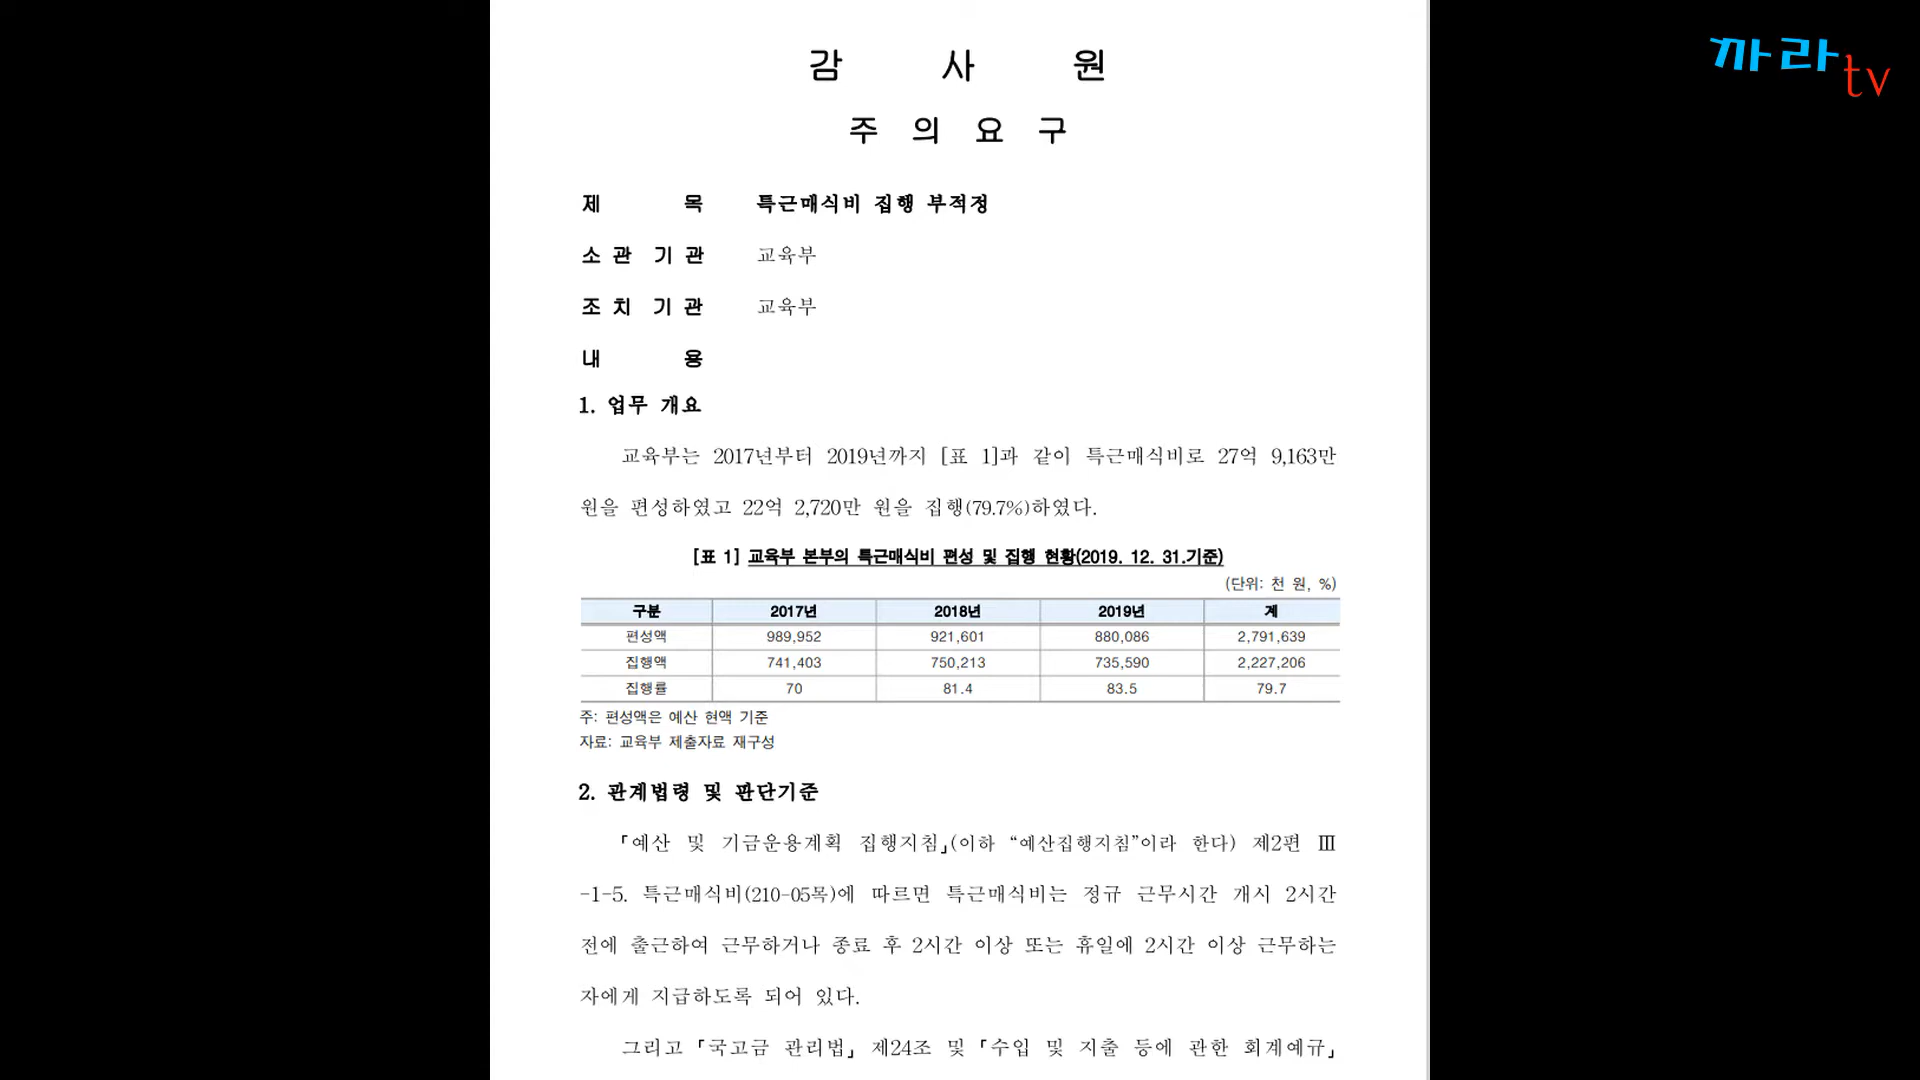 까라tv
감 사 원
주 의 요 구
제 목 특근매식비 집행 부적정
소 관 기 관 교육부
조 치 기 관 교육부
내 용
1. 업무 개요
교육부는 2017년부터 2019년까지 [표 1]과 같이 특근매식비로 27억 9,163만
원을 편성하였고 22억 2,720만 원을 집행(79.7%)하였다.
[표 1] 교육부 본부의 특근매식비 편성 및 집행 현황(2019. 12. 31.기준)
(단위: 천 원, %)
구분 2017년 2018년 2019년 계
편성액 989,952 921,601 880,086 2,791,639
집행액 741,403 750,213 735,590 2,227,206
집행률 70 81.4 83.5 79.7
주: 편성액은 예산 현액 기준
자료: 교육부 제출자료 재구성
2. 관계법령 및 판단기준
「예산 및 기금운용계획 집행지침」(이하 “예산집행지침”이라 한다) 제2편 Ⅲ
-1-5. 특근매식비(210-05목)에 따르면 특근매식비는 정규 근무시간 개시 2시간
전에 출근하여 근무하거나 종료 후 2시간 이상 또는 휴일에 2시간 이상 근무하는
자에게 지급하도록 되어 있다.
그리고 「국고금 관리법」 제24조 및 「수입 및 지출 등에 관한 회계예규」